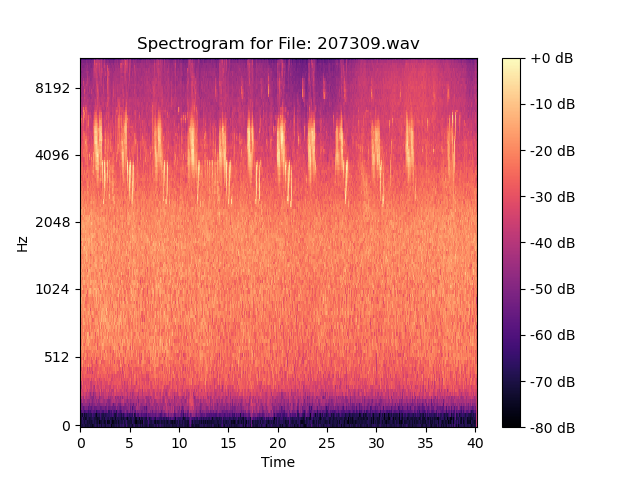 Spectrogram for File: 207309.wav
8192
4096
2048
1024
512
0
Hz
0 5 10 15 20 25 30 35 40
Time
+0 dB
-10 dB
-20 dB
-30 dB
-40 dB
-50 dB
-60 dB
-70 dB
-80 dB